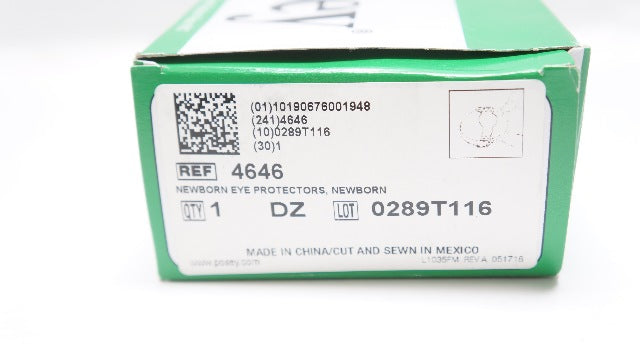 (01)10190676001948
(241)4646
(10)0289T116
(30)1
REF 4646
NEWBORN EYE PROTECTORS, NEWBORN
QTY 1 DZ LOT 0289T116
MADE IN CHINA/CUT AND SEWN IN MEXICO
www.posey.com L1035FM REV.A 051716